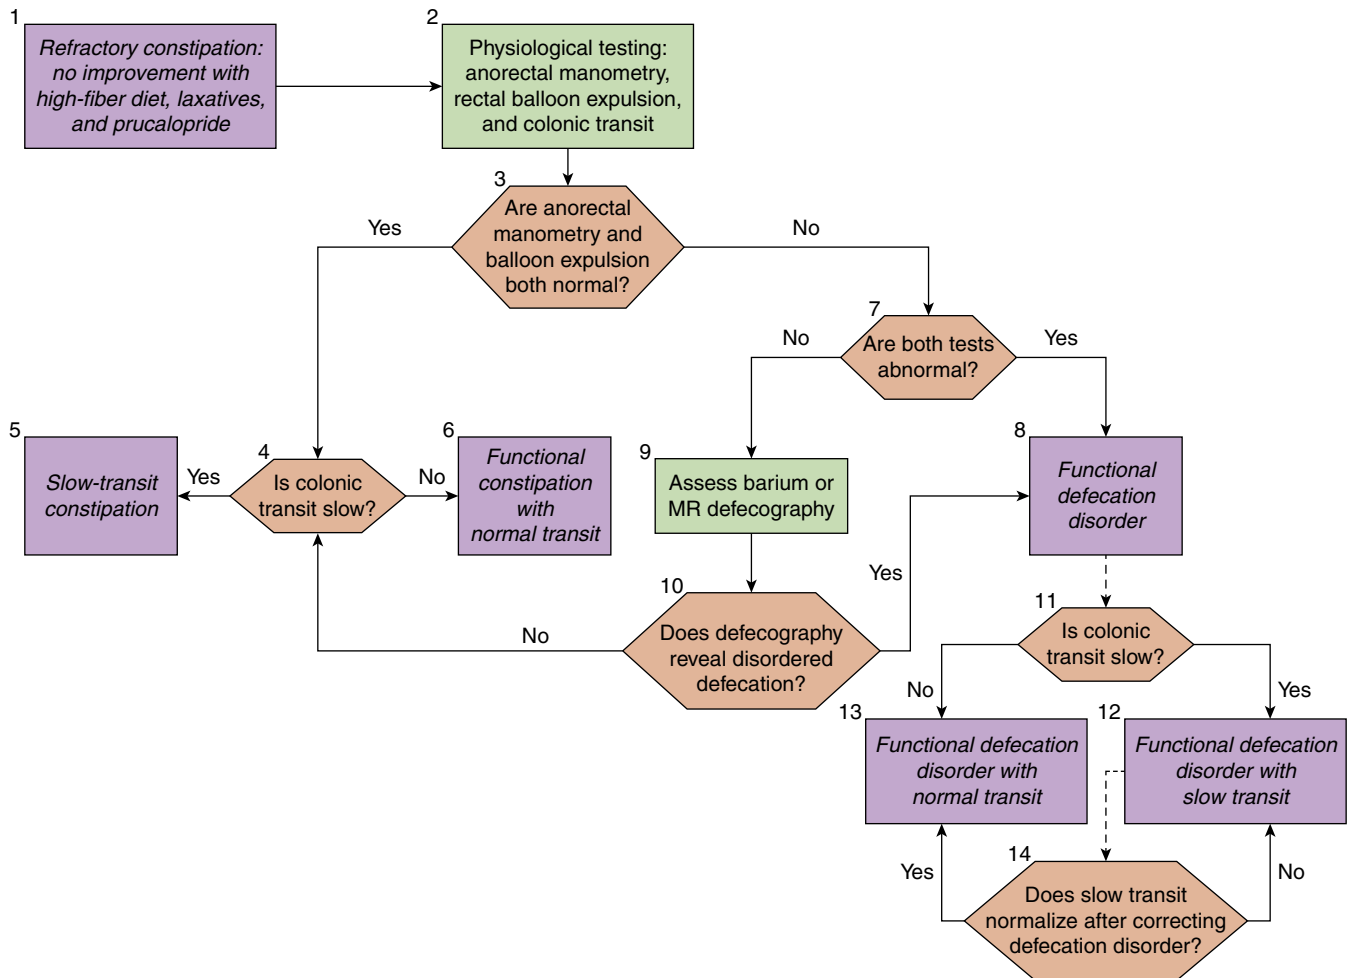 1
Refractory constipation:
no improvement with
high-fiber diet, laxatives,
and prucalopride
2
Physiological testing:
anorectal manometry,
rectal balloon expulsion,
and colonic transit
3
Are anorectal
manometry and
balloon expulsion
both normal?
Yes
No
7
Are both tests
abnormal?
No
Yes
5
Slow-transit
constipation
Yes
4
Is colonic
transit slow?
No
6
Functional
constipation
with
normal transit
9
Assess barium or
MR defecography
8
Functional
defecation
disorder
10
Does defecography
reveal disordered
defecation?
No
Yes
11
Is colonic
transit slow?
No
Yes
13
Functional defecation
disorder with
normal transit
12
Functional defecation
disorder with
slow transit
14
Does slow transit
normalize after correcting
defecation disorder?
Yes
No